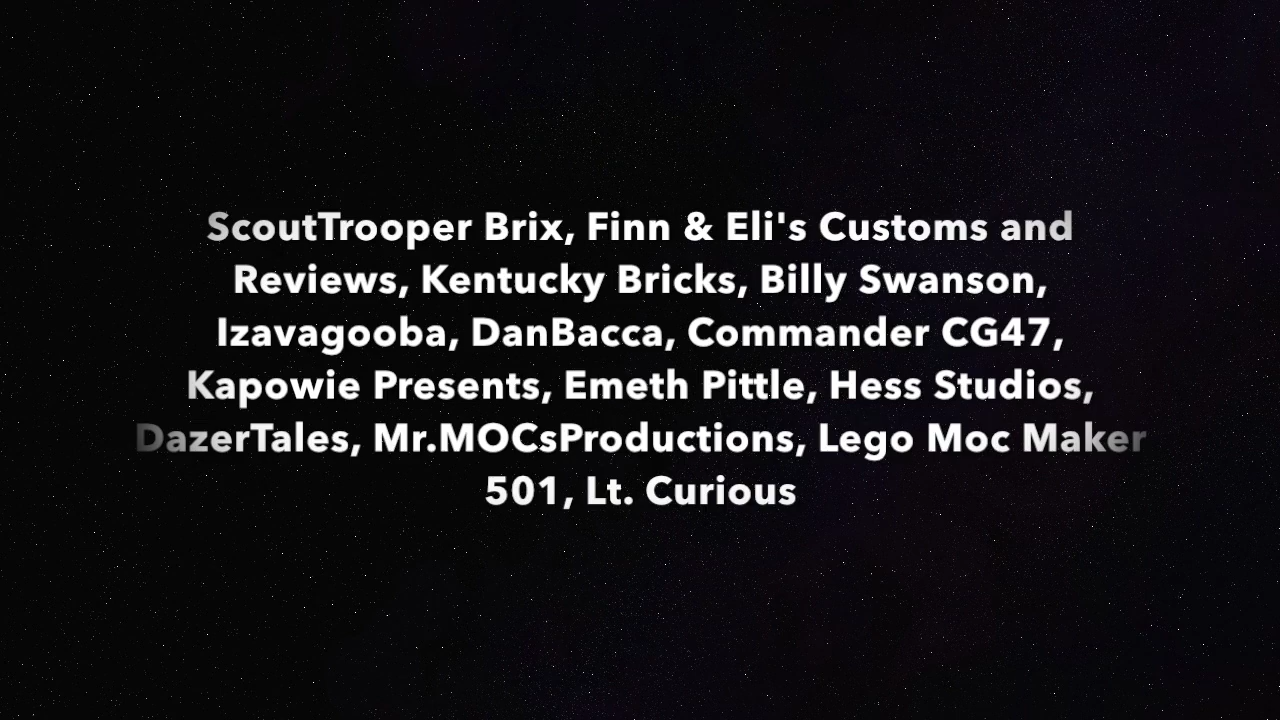 ScoutTrooper Brix, Finn & Eli's Customs and
Reviews, Kentucky Bricks, Billy Swanson,
Izavagooba, DanBacca, Commander CG47,
Kapowie Presents, Emeth Pittle, Hess Studios,
DazerTales, Mr.MOCsProductions, Lego Moc Maker
501, Lt. Curious